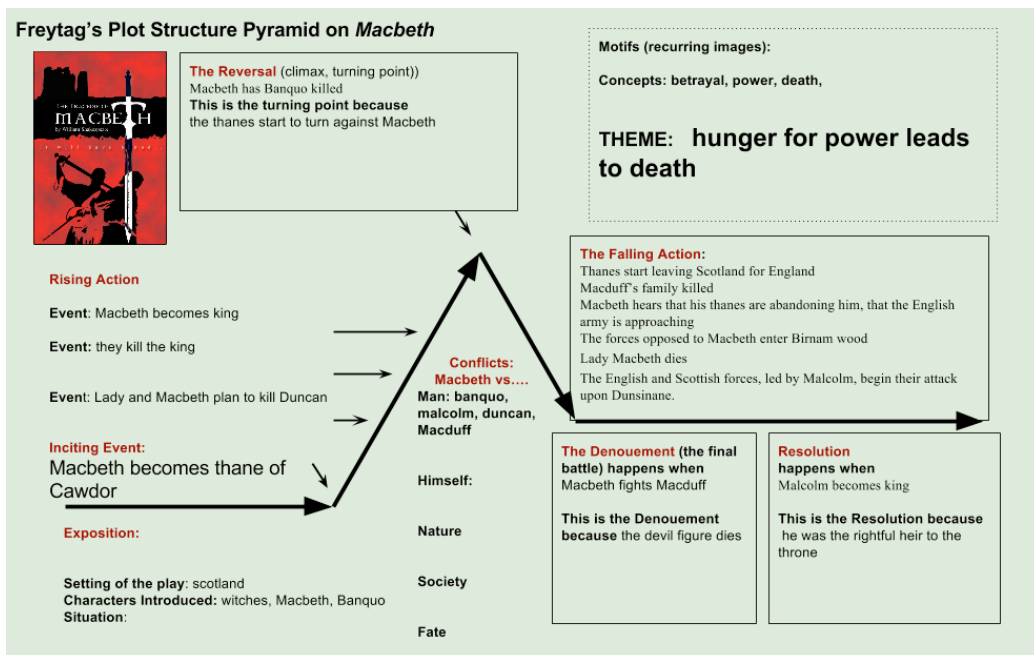 Freytag's Plot Structure Pyramid on Macbeth
THE TRAGEDY OF
MACBETH
by William Shakespeare
The Reversal (climax, turning point))
Macbeth has Banquo killed
This is the turning point because
the thanes start to turn against Macbeth
Motifs (recurring images):
Concepts: betrayal, power, death,
THEME: hunger for power leads
to death
Rising Action
Event: Macbeth becomes king
Event: they kill the king
Event: Lady and Macbeth plan to kill Duncan
Inciting Event:
Macbeth becomes thane of
Cawdor
Exposition:
Setting of the play: scotland
Characters Introduced: witches, Macbeth, Banquo
Situation:
Conflicts:
Macbeth vs….
Man: banquo,
malcolm, duncan,
Macduff
Himself:
Nature
Society
Fate
The Falling Action:
Thanes start leaving Scotland for England
Macduff's family killed
Macbeth hears that his thanes are abandoning him, that the English
army is approaching
The forces opposed to Macbeth enter Birnam wood
Lady Macbeth dies
The English and Scottish forces, led by Malcolm, begin their attack
upon Dunsinane.
The Denouement (the final
battle) happens when
Macbeth fights Macduff
This is the Denouement
because the devil figure dies
Resolution
happens when
Malcolm becomes king
This is the Resolution because
he was the rightful heir to the
throne